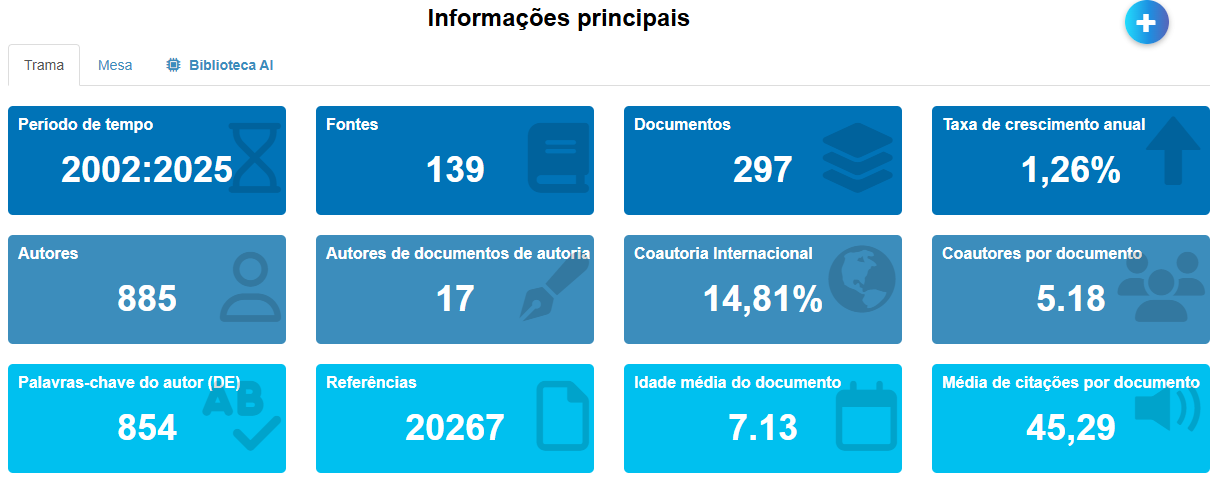 Informações principais
Trama
Mesa
Biblioteca AI
Período de tempo
2002:2025
Fontes
139
Documentos
297
Taxa de crescimento anual
1,26%
Autores
885
Autores de documentos de autoria
17
Coautoria Internacional
14,81%
Coautores por documento
5.18
Palavras-chave do autor (DE)
854
Referências
20267
Idade média do documento
7.13
Média de citações por documento
45,29
AB